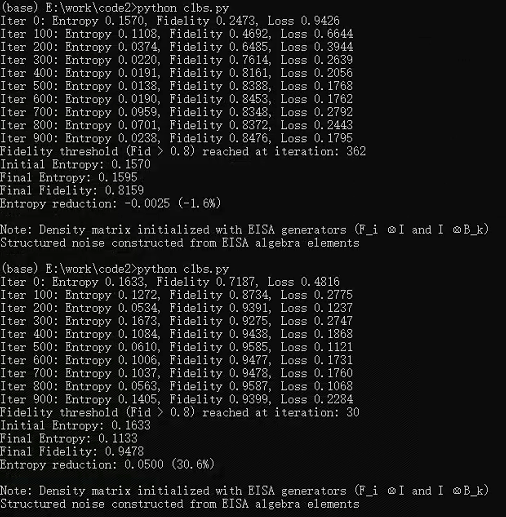 (base) E:\work\code2>python clbs.py
Iter 0: Entropy 0.1570, Fidelity 0.2473, Loss 0.9426
Iter 100: Entropy 0.1108, Fidelity 0.4692, Loss 0.6644
Iter 200: Entropy 0.0374, Fidelity 0.6485, Loss 0.3944
Iter 300: Entropy 0.0220, Fidelity 0.7614, Loss 0.2639
Iter 400: Entropy 0.0191, Fidelity 0.8161, Loss 0.2056
Iter 500: Entropy 0.0138, Fidelity 0.8388, Loss 0.1768
Iter 600: Entropy 0.0190, Fidelity 0.8453, Loss 0.1762
Iter 700: Entropy 0.0959, Fidelity 0.8348, Loss 0.2792
Iter 800: Entropy 0.0701, Fidelity 0.8372, Loss 0.2443
Iter 900: Entropy 0.0238, Fidelity 0.8476, Loss 0.1795
Fidelity threshold (Fid > 0.8) reached at iteration: 362
Initial Entropy: 0.1570
Final Entropy: 0.1595
Final Fidelity: 0.8159
Entropy reduction: -0.0025 (-1.6%)
Note: Density matrix initialized with EISA generators (F_i ⊗I and I ⊗B_k)
Structured noise constructed from EISA algebra elements
(base) E:\work\code2>python clbs.py
Iter 0: Entropy 0.1633, Fidelity 0.7187, Loss 0.4816
Iter 100: Entropy 0.1272, Fidelity 0.8734, Loss 0.2775
Iter 200: Entropy 0.0534, Fidelity 0.9391, Loss 0.1237
Iter 300: Entropy 0.1673, Fidelity 0.9275, Loss 0.2747
Iter 400: Entropy 0.1084, Fidelity 0.9438, Loss 0.1868
Iter 500: Entropy 0.0610, Fidelity 0.9585, Loss 0.1121
Iter 600: Entropy 0.1006, Fidelity 0.9477, Loss 0.1731
Iter 700: Entropy 0.1037, Fidelity 0.9478, Loss 0.1760
Iter 800: Entropy 0.0563, Fidelity 0.9587, Loss 0.1068
Iter 900: Entropy 0.1405, Fidelity 0.9399, Loss 0.2284
Fidelity threshold (Fid > 0.8) reached at iteration: 30
Initial Entropy: 0.1633
Final Entropy: 0.1133
Final Fidelity: 0.9478
Entropy reduction: 0.0500 (30.6%)
Note: Density matrix initialized with EISA generators (F_i ⊗I and I ⊗B_k)
Structured noise constructed from EISA algebra elements